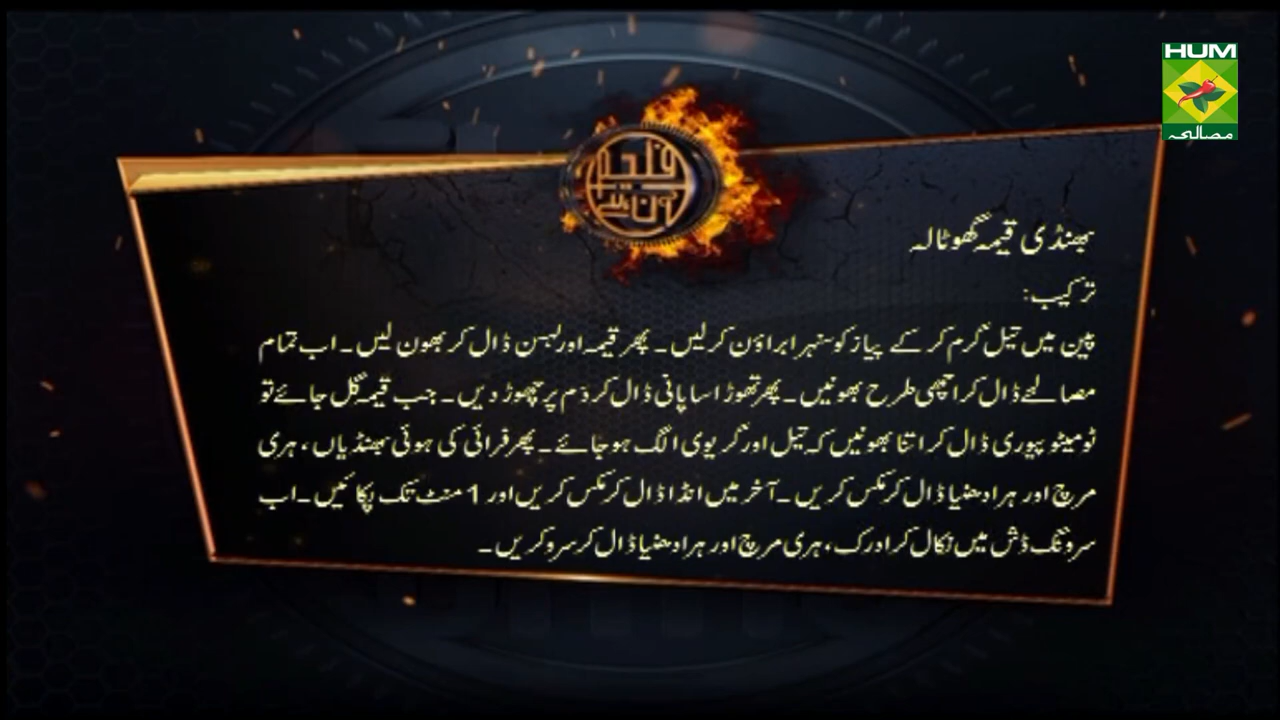 HUM
مصالحہ
فلیم
اون ہے
بھنڈی قیمہ گھوٹالہ
ترکیب:
پین میں تیل گرم کر کے پیاز کو سنہرا براؤن کر لیں۔ پھر قیمہ اور لہسن ڈال کر بھون لیں۔ اب تمام
مصالحے ڈال کر اچھی طرح بھونیں۔ پھر تھوڑا سا پانی ڈال کر دَم پر چھوڑ دیں۔ جب قیمہ گل جائے تو
ٹومیٹو پیوری ڈال کر اتنا بھونیں کہ تیل اور گریوی الگ ہو جائے۔ پھر فرائی کی ہوئی بھنڈیاں، ہری
مرچ اور ہرا دھنیا ڈال کر مکس کریں۔ آخر میں انڈا ڈال کر مکس کریں اور 1 منٹ تک پکائیں۔ اب
سرونگ ڈش میں نکال کر ادرک، ہری مرچ اور ہرا دھنیا ڈال کر سرو کریں۔